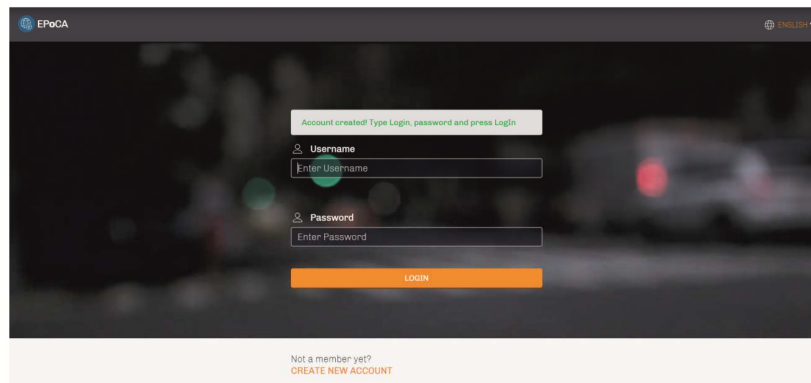 EPoCA
ENGLISH
Account created! Type Login, password and press LogIn
Username
Enter Username
Password
Enter Password
LOGIN
Not a member yet?
CREATE NEW ACCOUNT